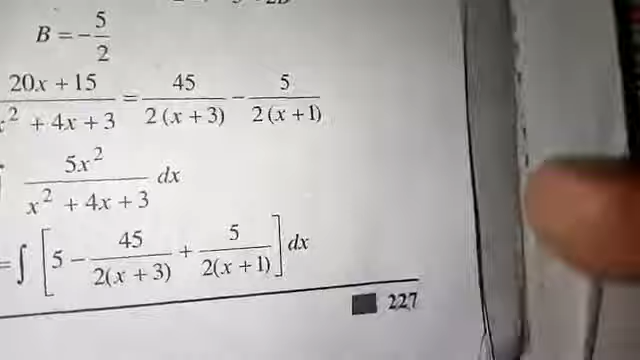 B = -5/2
20x + 15 / x² + 4x + 3 = 45 / 2(x + 3) - 5 / 2(x + 1)
5x² / x² + 4x + 3 dx
= ∫ [5 - 45 / 2(x + 3) + 5 / 2(x + 1)] dx
227